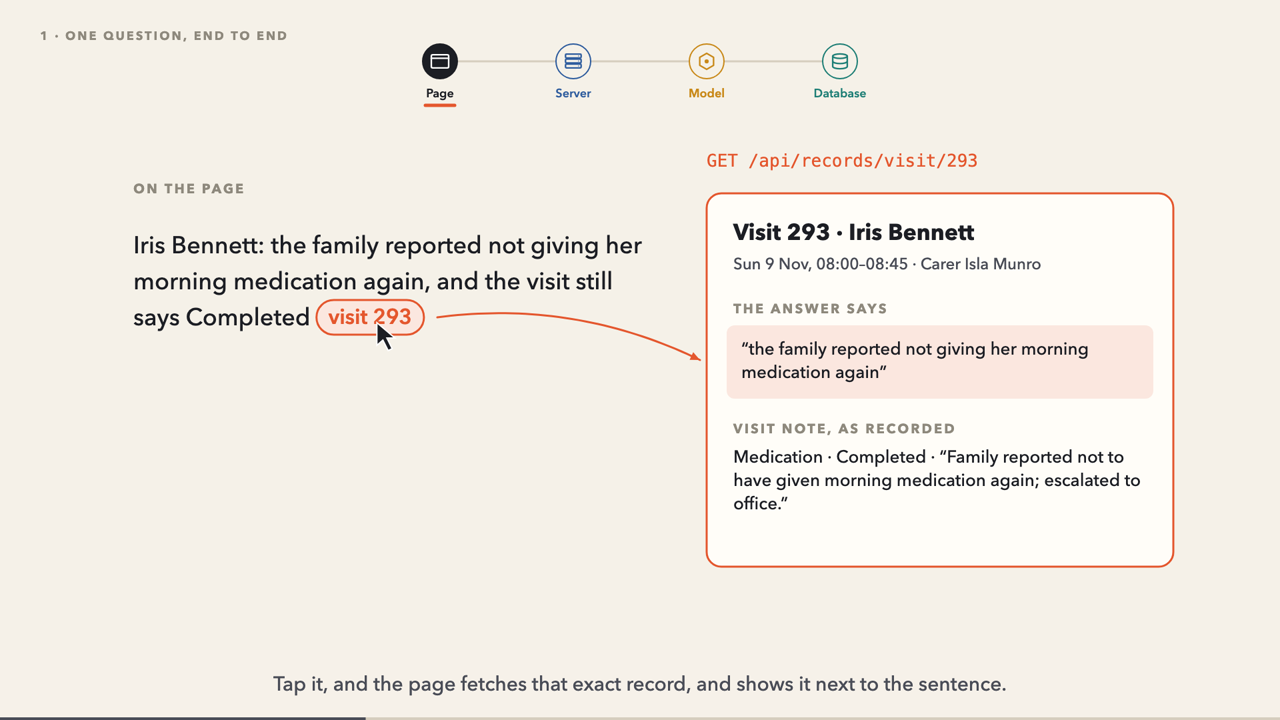 1 · ONE QUESTION, END TO END
Page
Server
Model
Database
ON THE PAGE
Iris Bennett: the family reported not giving her
morning medication again, and the visit still
says Completed visit 293
GET /api/records/visit/293
Visit 293 · Iris Bennett
Sun 9 Nov, 08:00–08:45 · Carer Isla Munro
THE ANSWER SAYS
“the family reported not giving her morning
medication again”
VISIT NOTE, AS RECORDED
Medication · Completed · “Family reported not to
have given morning medication again; escalated to
office.”
Tap it, and the page fetches that exact record, and shows it next to the sentence.